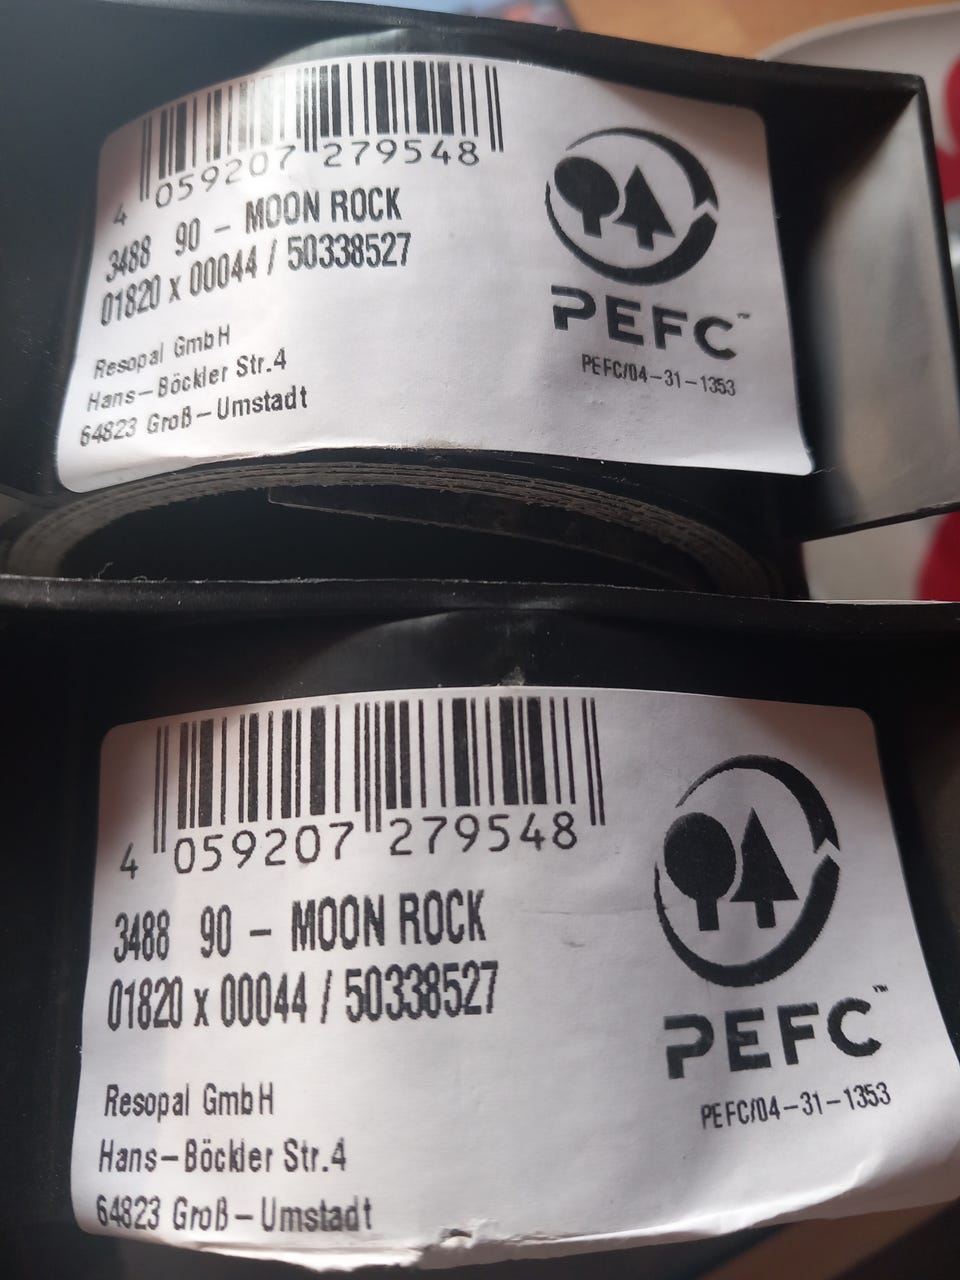 4 059207 279548
3488 90 - MOON ROCK
01820 x 00044 / 50338527
Resopal GmbH
Hans-Böckler Str.4
64823 Groß-Umstadt
PEFC™
PEFC/04-31-1353
4 059207 279548
3488 90 - MOON ROCK
01820 x 00044 / 50338527
Resopal GmbH
Hans-Böckler Str.4
64823 Groß-Umstadt
PEFC™
PEFC/04-31-1353